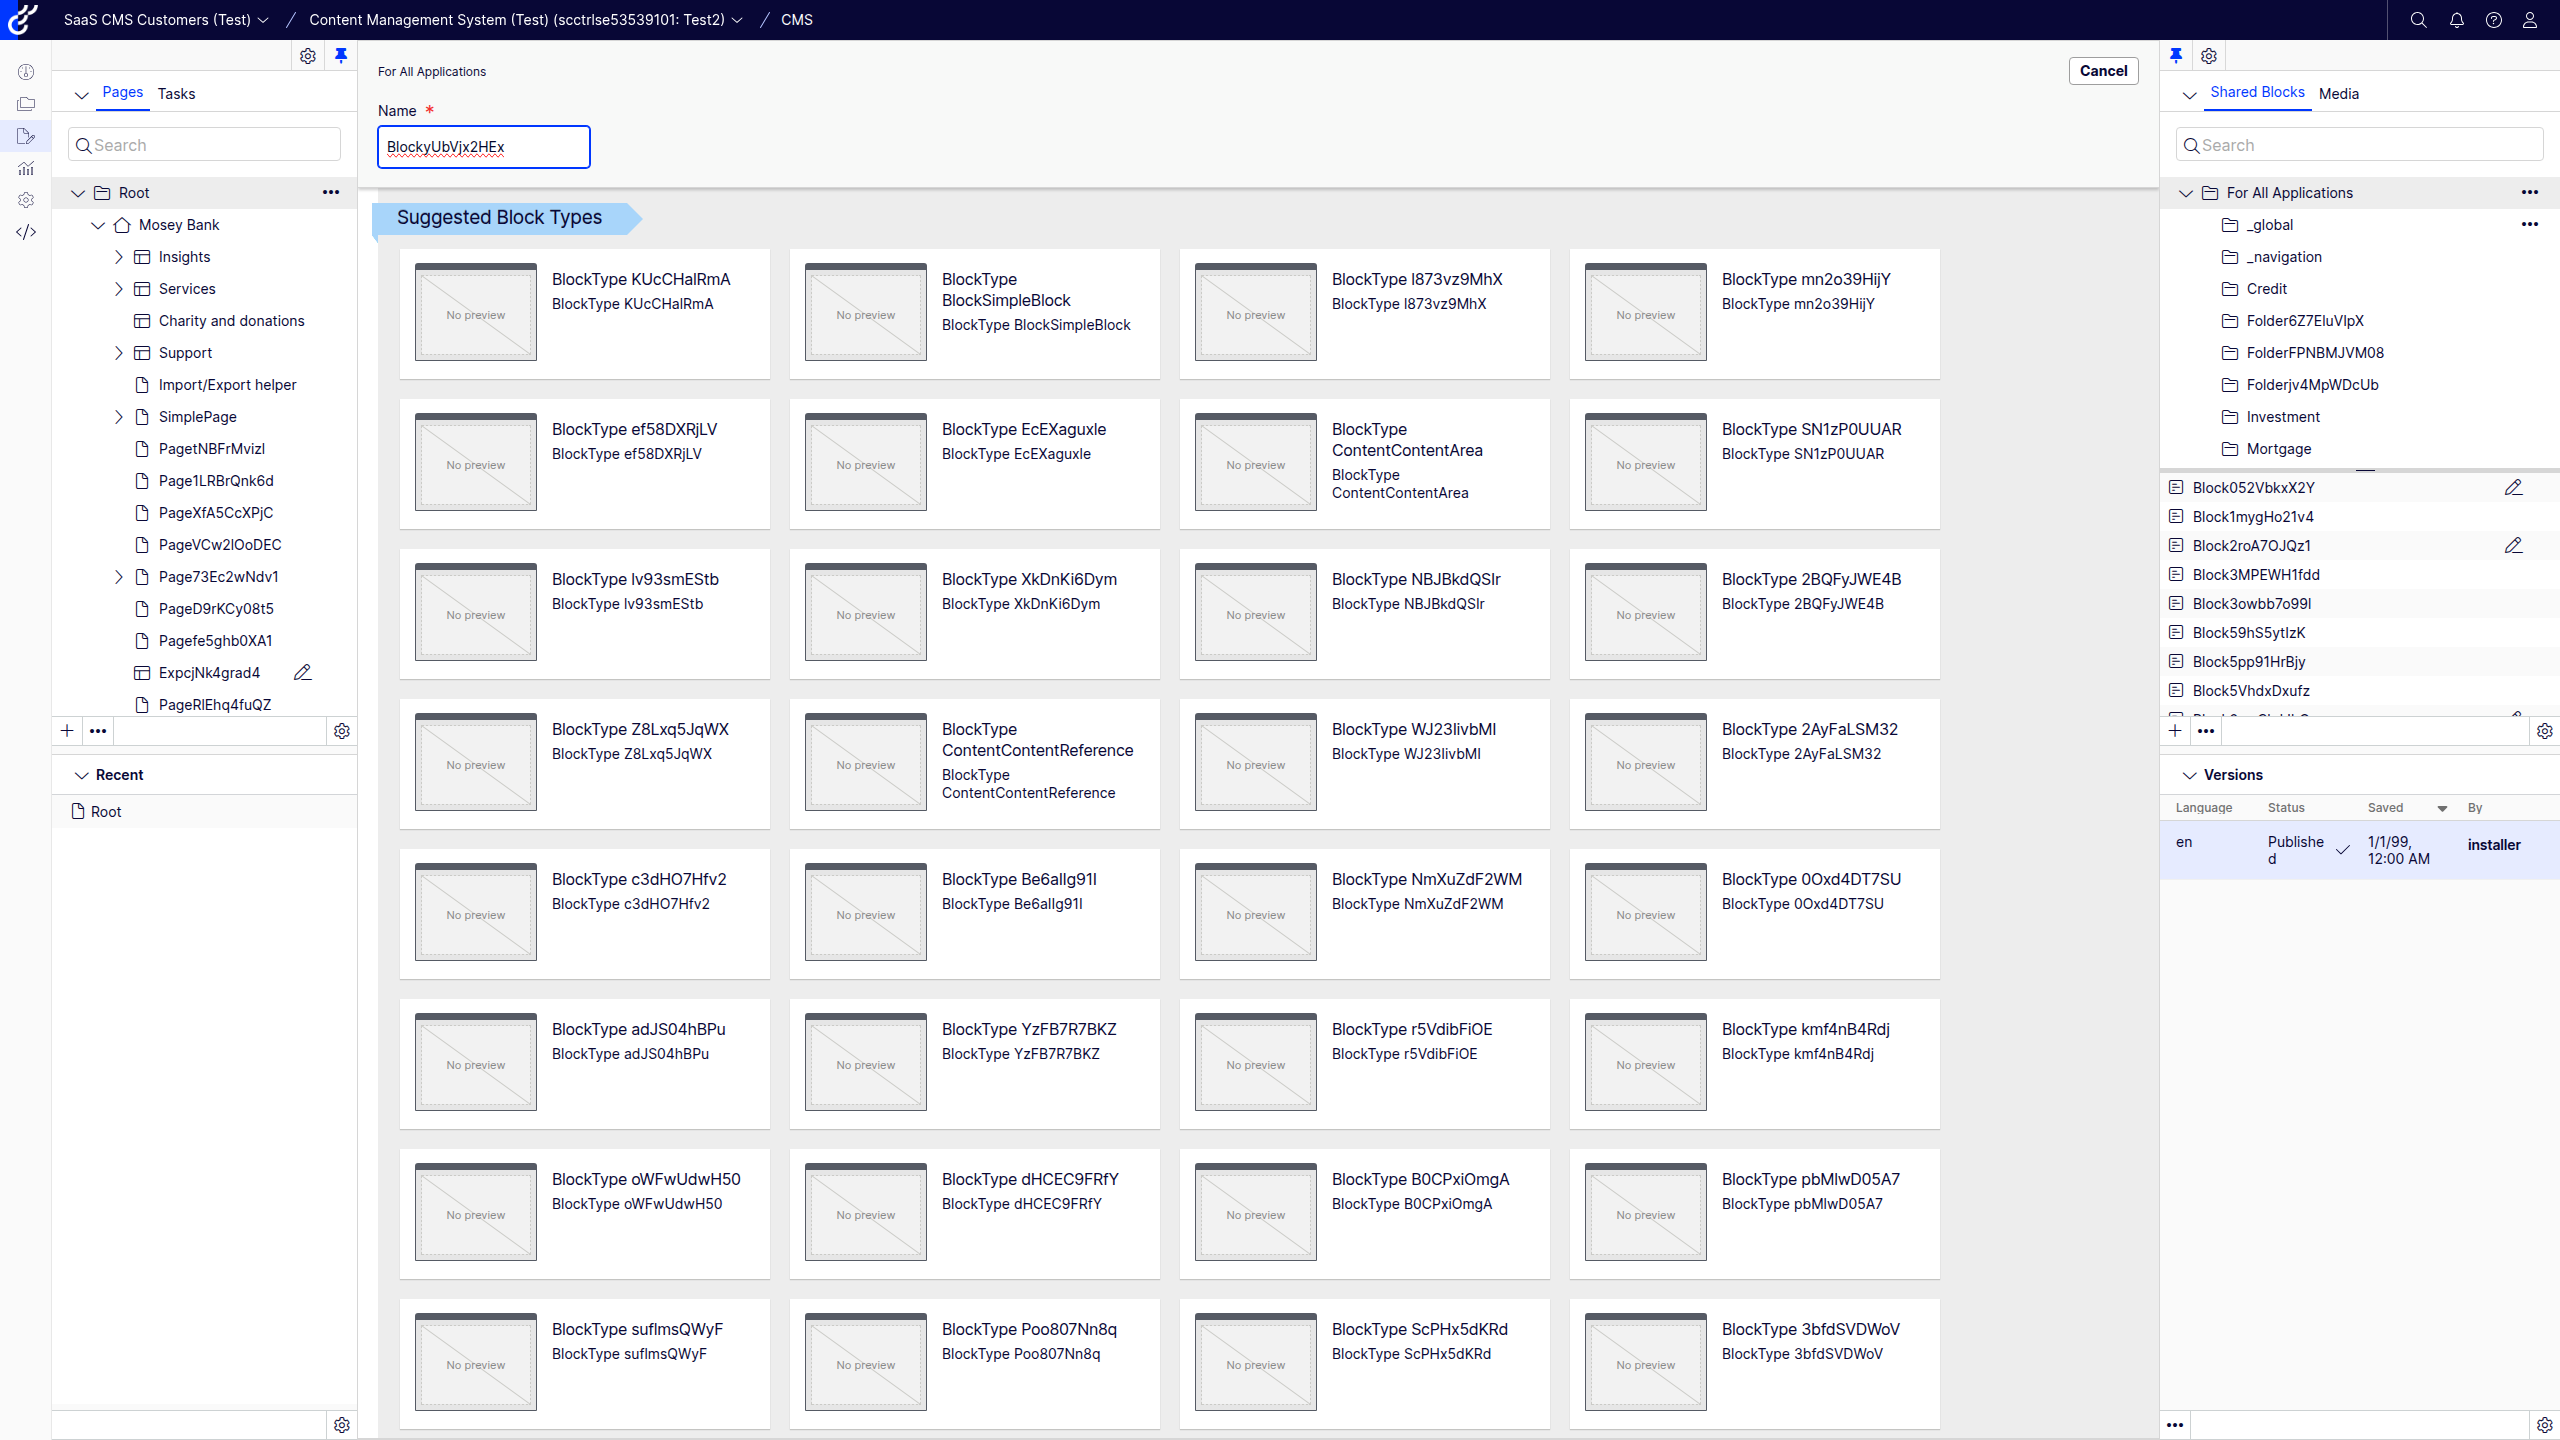 SaaS CMS Customers (Test) / Content Management System (Test) (scctrlse53539101: Test2) / CMS
Pages Tasks
Search
Root
Mosey Bank
Insights
Services
Charity and donations
Support
Import/Export helper
SimplePage
PagetNBFrMvizl
Page1LRBrQnk6d
PageXfA5CcXPjC
PageVCw2lOoDEC
Page73Ec2wNdv1
PageD9rKCy08t5
Pagefe5ghb0XA1
ExpcjNk4grad4
PageRlEhq4fuQZ
Recent
Root
For All Applications
Cancel
Name *
BlockyUbVjx2HEx
Suggested Block Types
No preview
BlockType KUcCHalRmA
BlockType KUcCHalRmA
No preview
BlockType
BlockSimpleBlock
BlockType BlockSimpleBlock
No preview
BlockType l873vz9MhX
BlockType l873vz9MhX
No preview
BlockType mn2o39HijY
BlockType mn2o39HijY
No preview
BlockType ef58DXRjLV
BlockType ef58DXRjLV
No preview
BlockType EcEXaguxle
BlockType EcEXaguxle
No preview
BlockType
ContentContentArea
BlockType
ContentContentArea
No preview
BlockType SN1zP0UUAR
BlockType SN1zP0UUAR
No preview
BlockType lv93smEStb
BlockType lv93smEStb
No preview
BlockType XkDnKi6Dym
BlockType XkDnKi6Dym
No preview
BlockType NBJBkdQSlr
BlockType NBJBkdQSlr
No preview
BlockType 2BQFyJWE4B
BlockType 2BQFyJWE4B
No preview
BlockType Z8Lxq5JqWX
BlockType Z8Lxq5JqWX
No preview
BlockType
ContentContentReference
BlockType
ContentContentReference
No preview
BlockType WJ23IivbMI
BlockType WJ23IivbMI
No preview
BlockType 2AyFaLSM32
BlockType 2AyFaLSM32
No preview
BlockType c3dHO7Hfv2
BlockType c3dHO7Hfv2
No preview
BlockType Be6allg91l
BlockType Be6allg91l
No preview
BlockType NmXuZdF2WM
BlockType NmXuZdF2WM
No preview
BlockType 0Oxd4DT7SU
BlockType 0Oxd4DT7SU
No preview
BlockType adJS04hBPu
BlockType adJS04hBPu
No preview
BlockType YzFB7R7BKZ
BlockType YzFB7R7BKZ
No preview
BlockType r5VdibFiOE
BlockType r5VdibFiOE
No preview
BlockType kmf4nB4Rdj
BlockType kmf4nB4Rdj
No preview
BlockType oWFwUdwH50
BlockType oWFwUdwH50
No preview
BlockType dHCEC9FRfY
BlockType dHCEC9FRfY
No preview
BlockType B0CPxiOmgA
BlockType B0CPxiOmgA
No preview
BlockType pbMlwD05A7
BlockType pbMlwD05A7
No preview
BlockType suflmsQWyF
BlockType suflmsQWyF
No preview
BlockType Poo807Nn8q
BlockType Poo807Nn8q
No preview
BlockType ScPHx5dKRd
BlockType ScPHx5dKRd
No preview
BlockType 3bfdSVDWoV
BlockType 3bfdSVDWoV
Shared Blocks Media
Search
For All Applications
_global
_navigation
Credit
Folder6Z7EluVlpX
FolderFPNBMJVM08
Folderjv4MpWDcUb
Investment
Mortgage
Block052VbkxX2Y
Block1mygHo21v4
Block2roA7OJQz1
Block3MPEWH1fdd
Block3owbb7o99l
Block59hS5ytlzK
Block5pp91HrBjy
Block5VhdxDxufz
Versions
Language Status Saved By
en Publishe
d 1/1/99,
12:00 AM installer